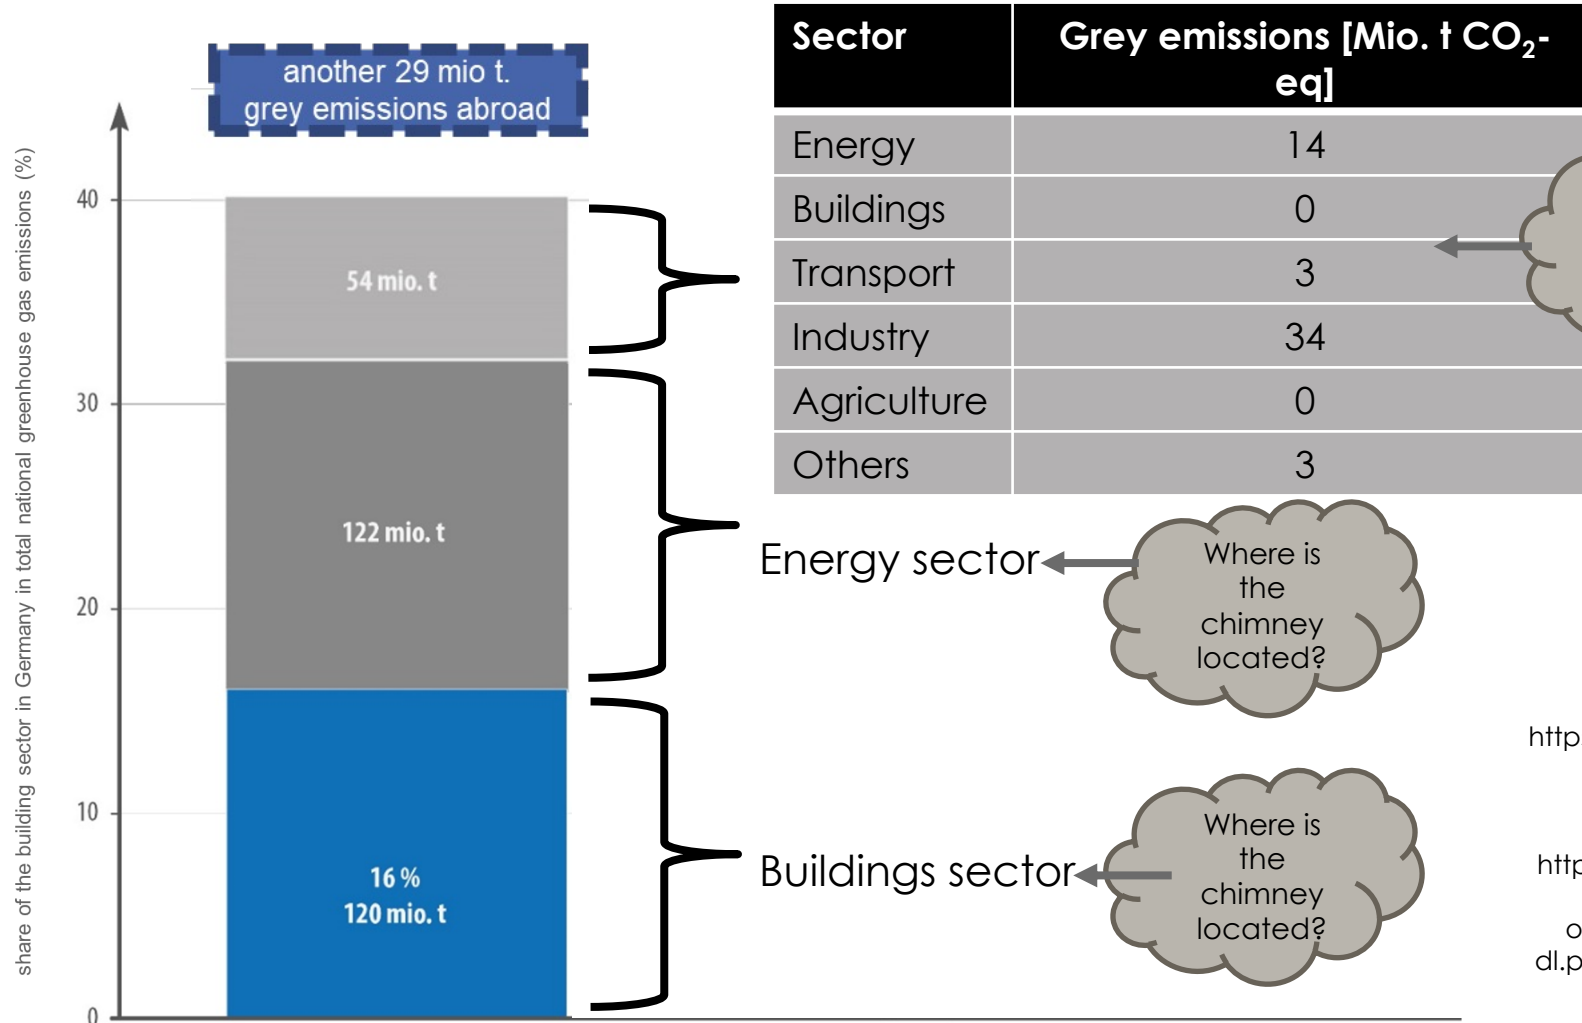 another 29 mio t.
grey emissions abroad
share of the building sector in Germany in total national greenhouse gas emissions (%)
40
30
20
10
0
54 mio. t
122 mio. t
16 %
120 mio. t
Sector Grey emissions [Mio. t CO₂-
eq]
Energy 14
Buildings 0
Transport 3
Industry 34
Agriculture 0
Others 3
Energy sector
Where is
the
chimney
located?
Buildings sector
Where is
the
chimney
located?
http
http
o
dl.p